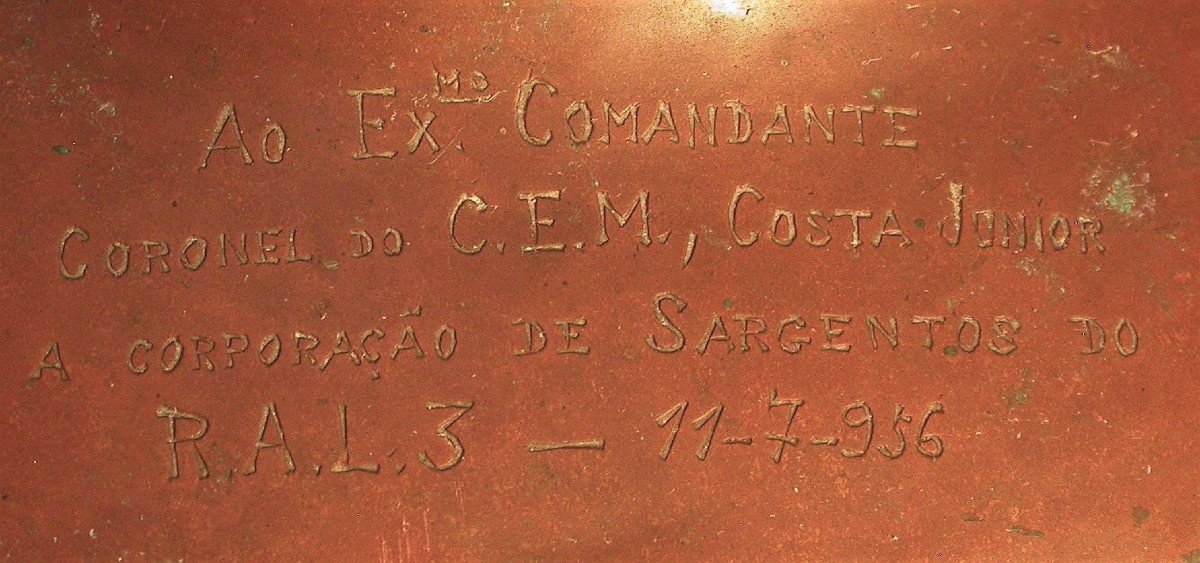 AO EX.MO COMANDANTE
CORONEL DO C.E.M., COSTA JUNIOR
A CORPORAÇÃO DE SARGENTOS DO
R.A.L.3 — 11-7-956